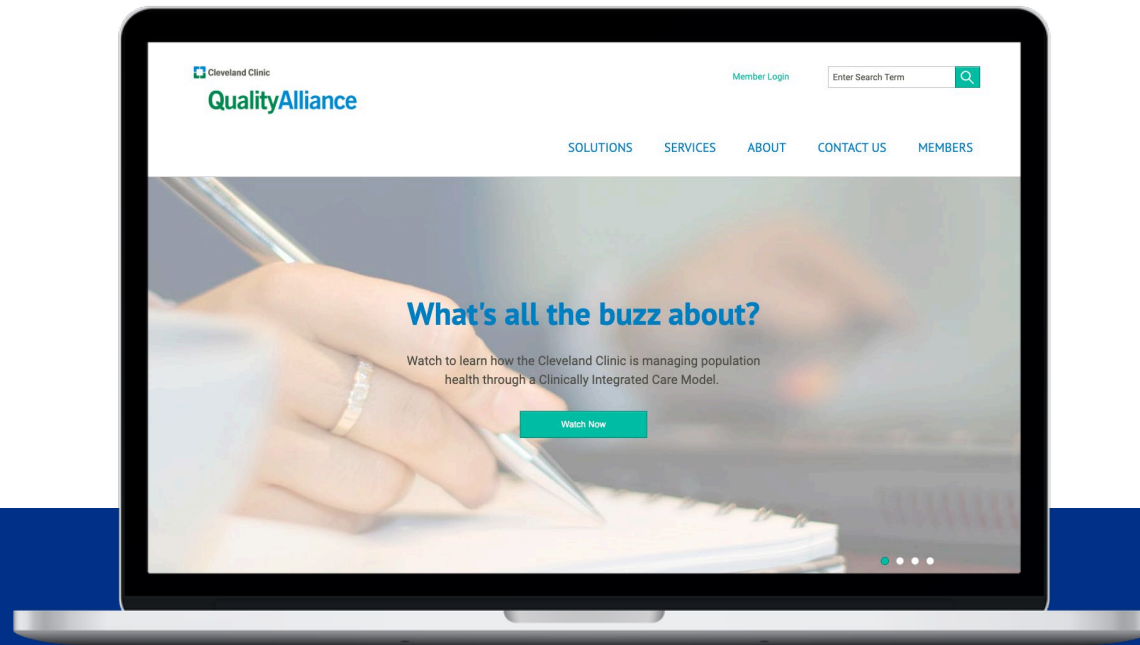 Cleveland Clinic
QualityAlliance
Member Login
Enter Search Term
SOLUTIONS SERVICES ABOUT CONTACT US MEMBERS
What's all the buzz about?
Watch to learn how the Cleveland Clinic is managing population
health through a Clinically Integrated Care Model.
Watch Now